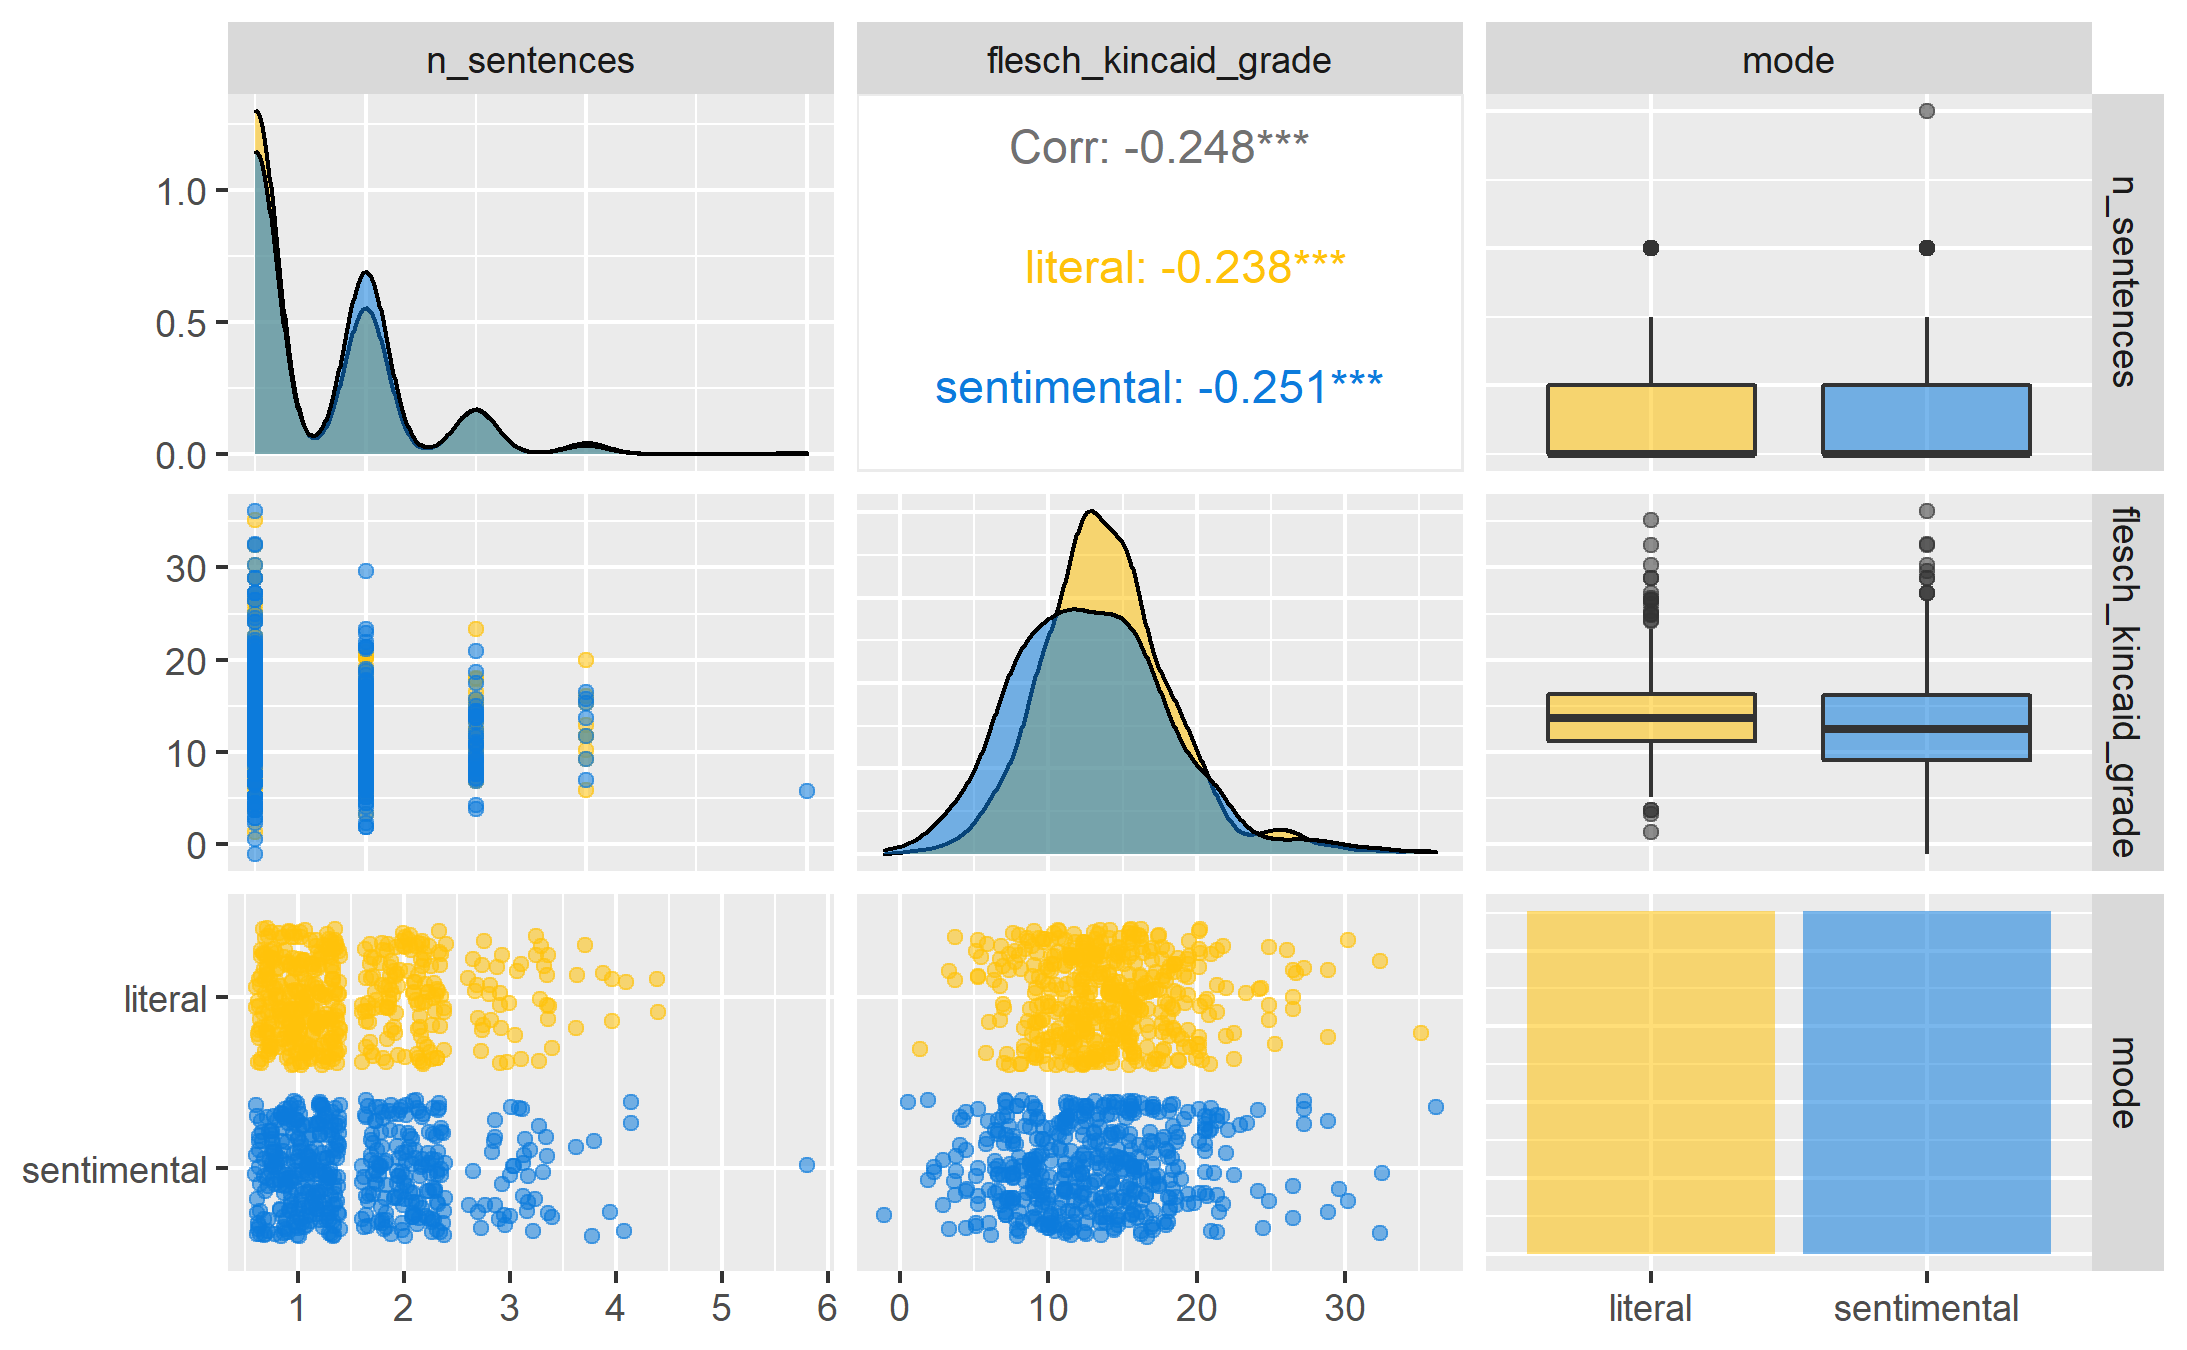 n_sentences flesch_kincaid_grade mode
1.0
0.5
0.0
Corr: -0.248***
literal: -0.238***
sentimental: -0.251***
n_sentences
30
20
10
0
flesch_kincaid_grade
literal
sentimental
mode
1 2 3 4 5 6
0 10 20 30
literal sentimental